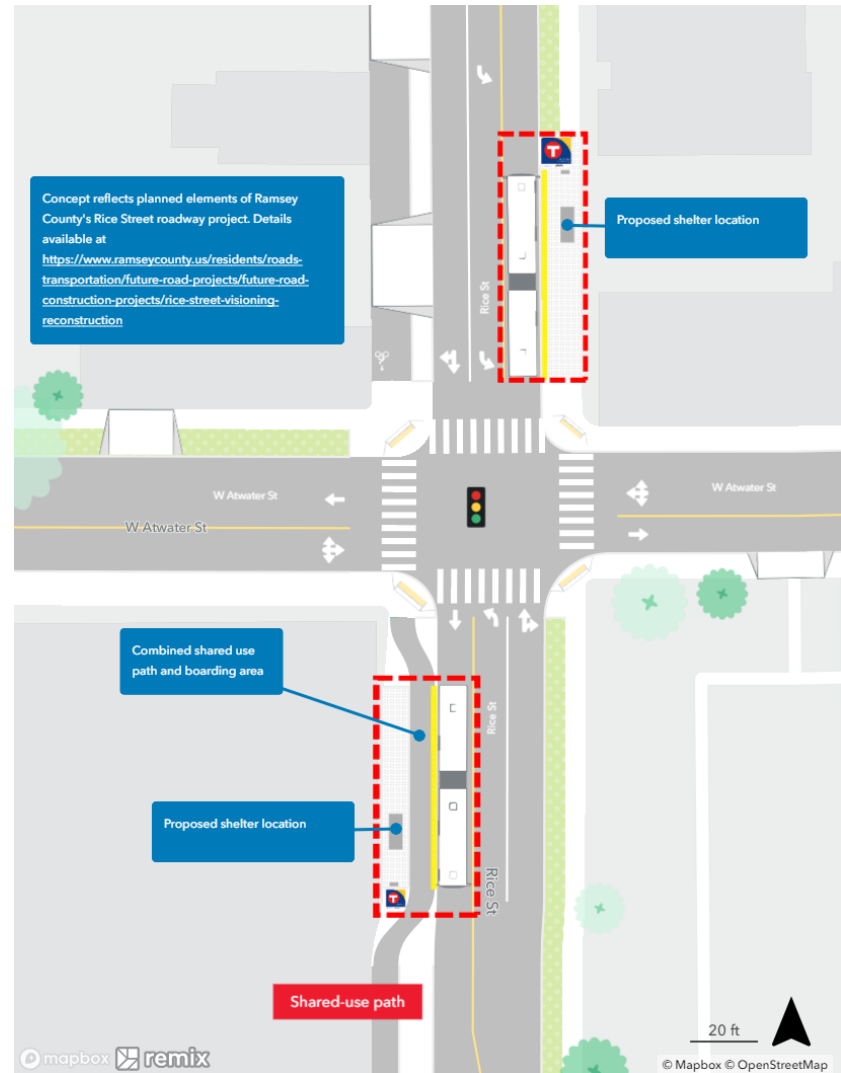 Concept reflects planned elements of Ramsey
County's Rice Street roadway project. Details
available at
https://www.ramseycounty.us/residents/roads-
transportation/future-road-projects/future-road-
construction-projects/rice-street-visioning-
reconstruction
Proposed shelter location
Rice St
W Atwater St
W Atwater St
W Atwater St
Combined shared use
path and boarding area
Rice St
Proposed shelter location
Rice St
Shared-use path
20 ft
mapbox remix
© Mapbox © OpenStreetMap